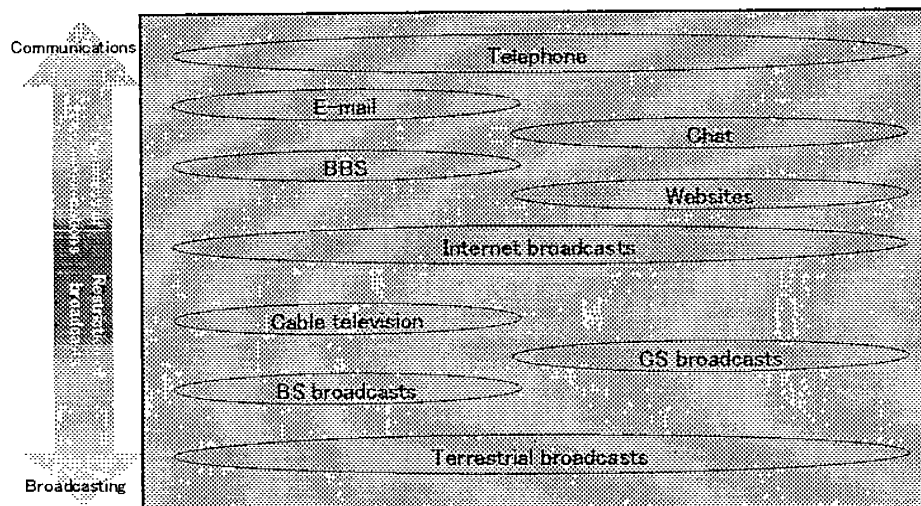 Communications
Telephone
E-mail
Chat
BBS
Websites
Internet broadcasts
Cable television
CS broadcasts
BS broadcasts
Terrestrial broadcasts
Broadcasting